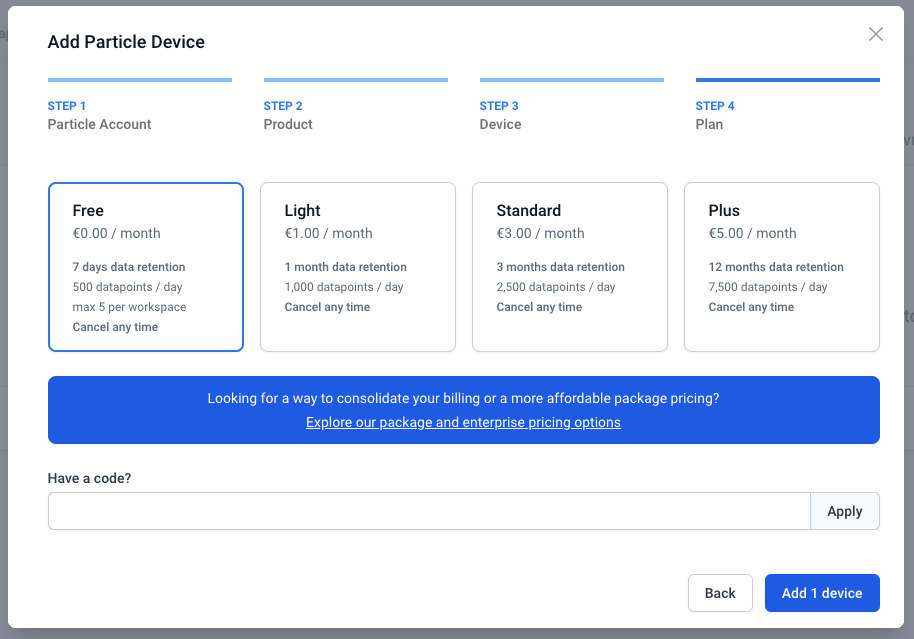 Add Particle Device
STEP 1
Particle Account
STEP 2
Product
STEP 3
Device
STEP 4
Plan
Free
€0.00 / month
7 days data retention
500 datapoints / day
max 5 per workspace
Cancel any time
Light
€1.00 / month
1 month data retention
1,000 datapoints / day
Cancel any time
Standard
€3.00 / month
3 months data retention
2,500 datapoints / day
Cancel any time
Plus
€5.00 / month
12 months data retention
7,500 datapoints / day
Cancel any time
Looking for a way to consolidate your billing or a more affordable package pricing?
Explore our package and enterprise pricing options
Have a code?
Apply
Back
Add 1 device